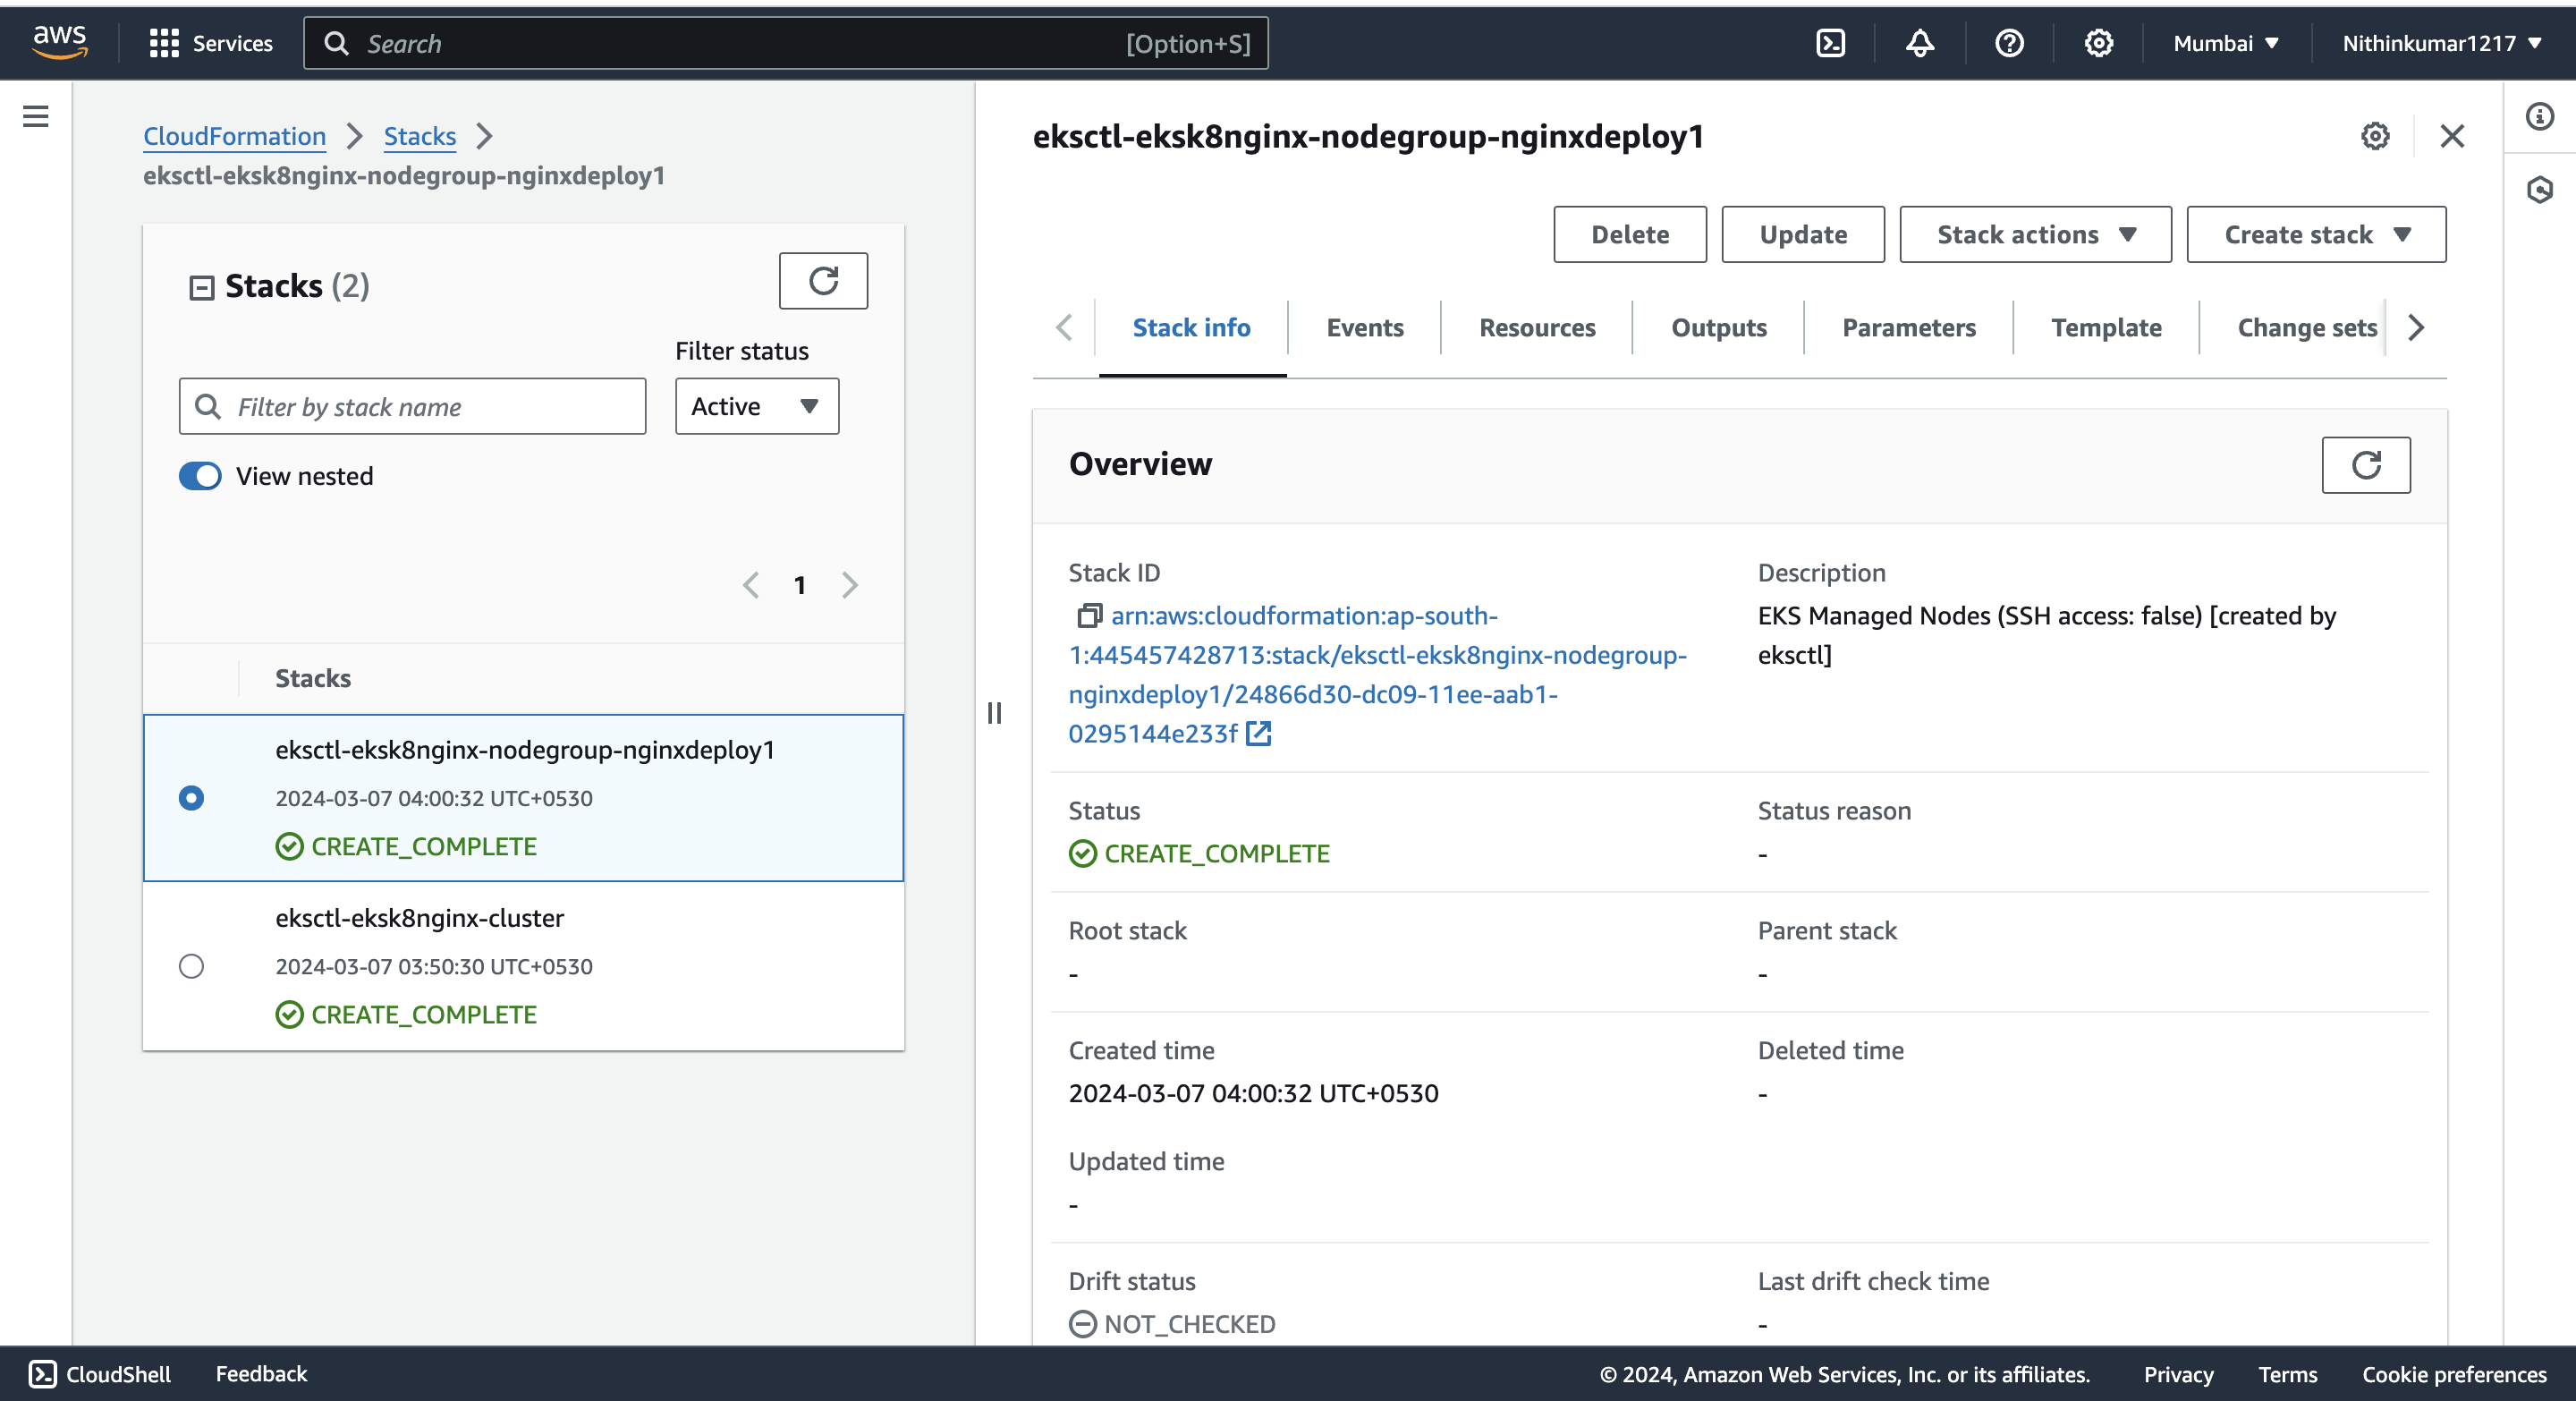 aws
Services
Search
[Option+S]
Mumbai
Nithinkumar1217
CloudFormation
Stacks
eksctl-eksk8nginx-nodegroup-nginxdeploy1
Stacks (2)
Filter status
Filter by stack name
Active
View nested
1
Stacks
eksctl-eksk8nginx-nodegroup-nginxdeploy1
2024-03-07 04:00:32 UTC+0530
CREATE_COMPLETE
eksctl-eksk8nginx-cluster
2024-03-07 03:50:30 UTC+0530
CREATE_COMPLETE
eksctl-eksk8nginx-nodegroup-nginxdeploy1
Delete
Update
Stack actions
Create stack
Stack info
Events
Resources
Outputs
Parameters
Template
Change sets
Overview
Stack ID
arn:aws:cloudformation:ap-south-
1:445457428713:stack/eksctl-eksk8nginx-nodegroup-
nginxdeploy1/24866d30-dc09-11ee-aab1-
0295144e233f
Description
EKS Managed Nodes (SSH access: false) [created by
eksctl]
Status
CREATE_COMPLETE
Status reason
-
Root stack
-
Parent stack
-
Created time
2024-03-07 04:00:32 UTC+0530
Deleted time
-
Updated time
-
Drift status
NOT_CHECKED
Last drift check time
-
CloudShell
Feedback
© 2024, Amazon Web Services, Inc. or its affiliates.
Privacy
Terms
Cookie preferences